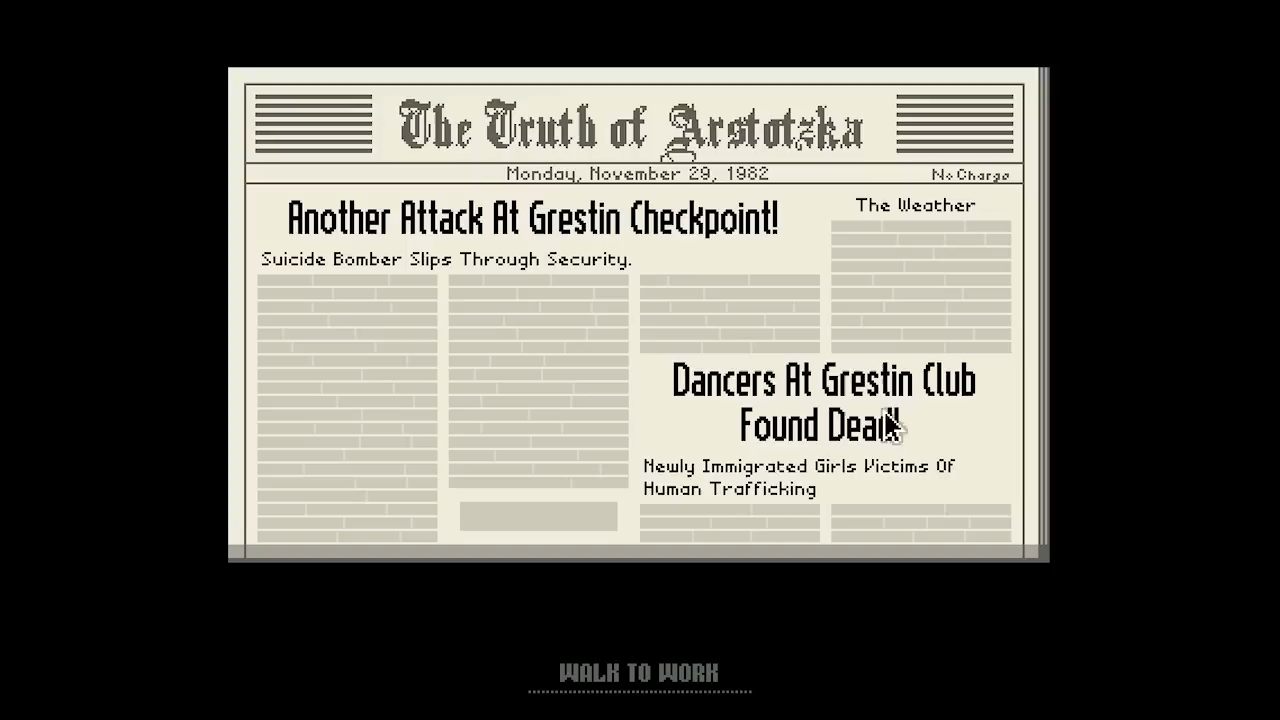 The Truth of Arstotzka
Monday, November 29, 1982
No Charge
Another Attack At Grestin Checkpoint!
Suicide Bomber Slips Through Security.
The Weather
Dancers At Grestin Club
Found Dead!
Newly Immigrated Girls Victims Of
Human Trafficking
WALK TO WORK